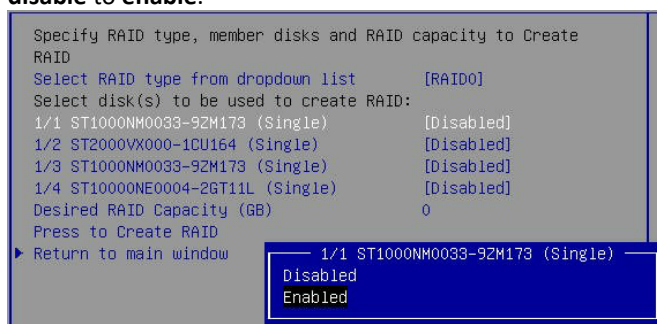 disable to enable.
Specify RAID type, member disks and RAID capacity to Create
RAID
Select RAID type from dropdown list [RAID0]
Select disk(s) to be used to create RAID:
1/1 ST1000NM0033-9ZM173 (Single) [Disabled]
1/2 ST2000VX000-1CU164 (Single) [Disabled]
1/3 ST1000NM0033-9ZM173 (Single) [Disabled]
1/4 ST10000NE0004-2GT11L (Single) [Disabled]
Desired RAID Capacity (GB) 0
Press to Create RAID
Return to main window
1/1 ST1000NM0033-9ZM173 (Single)
Disabled
Enabled